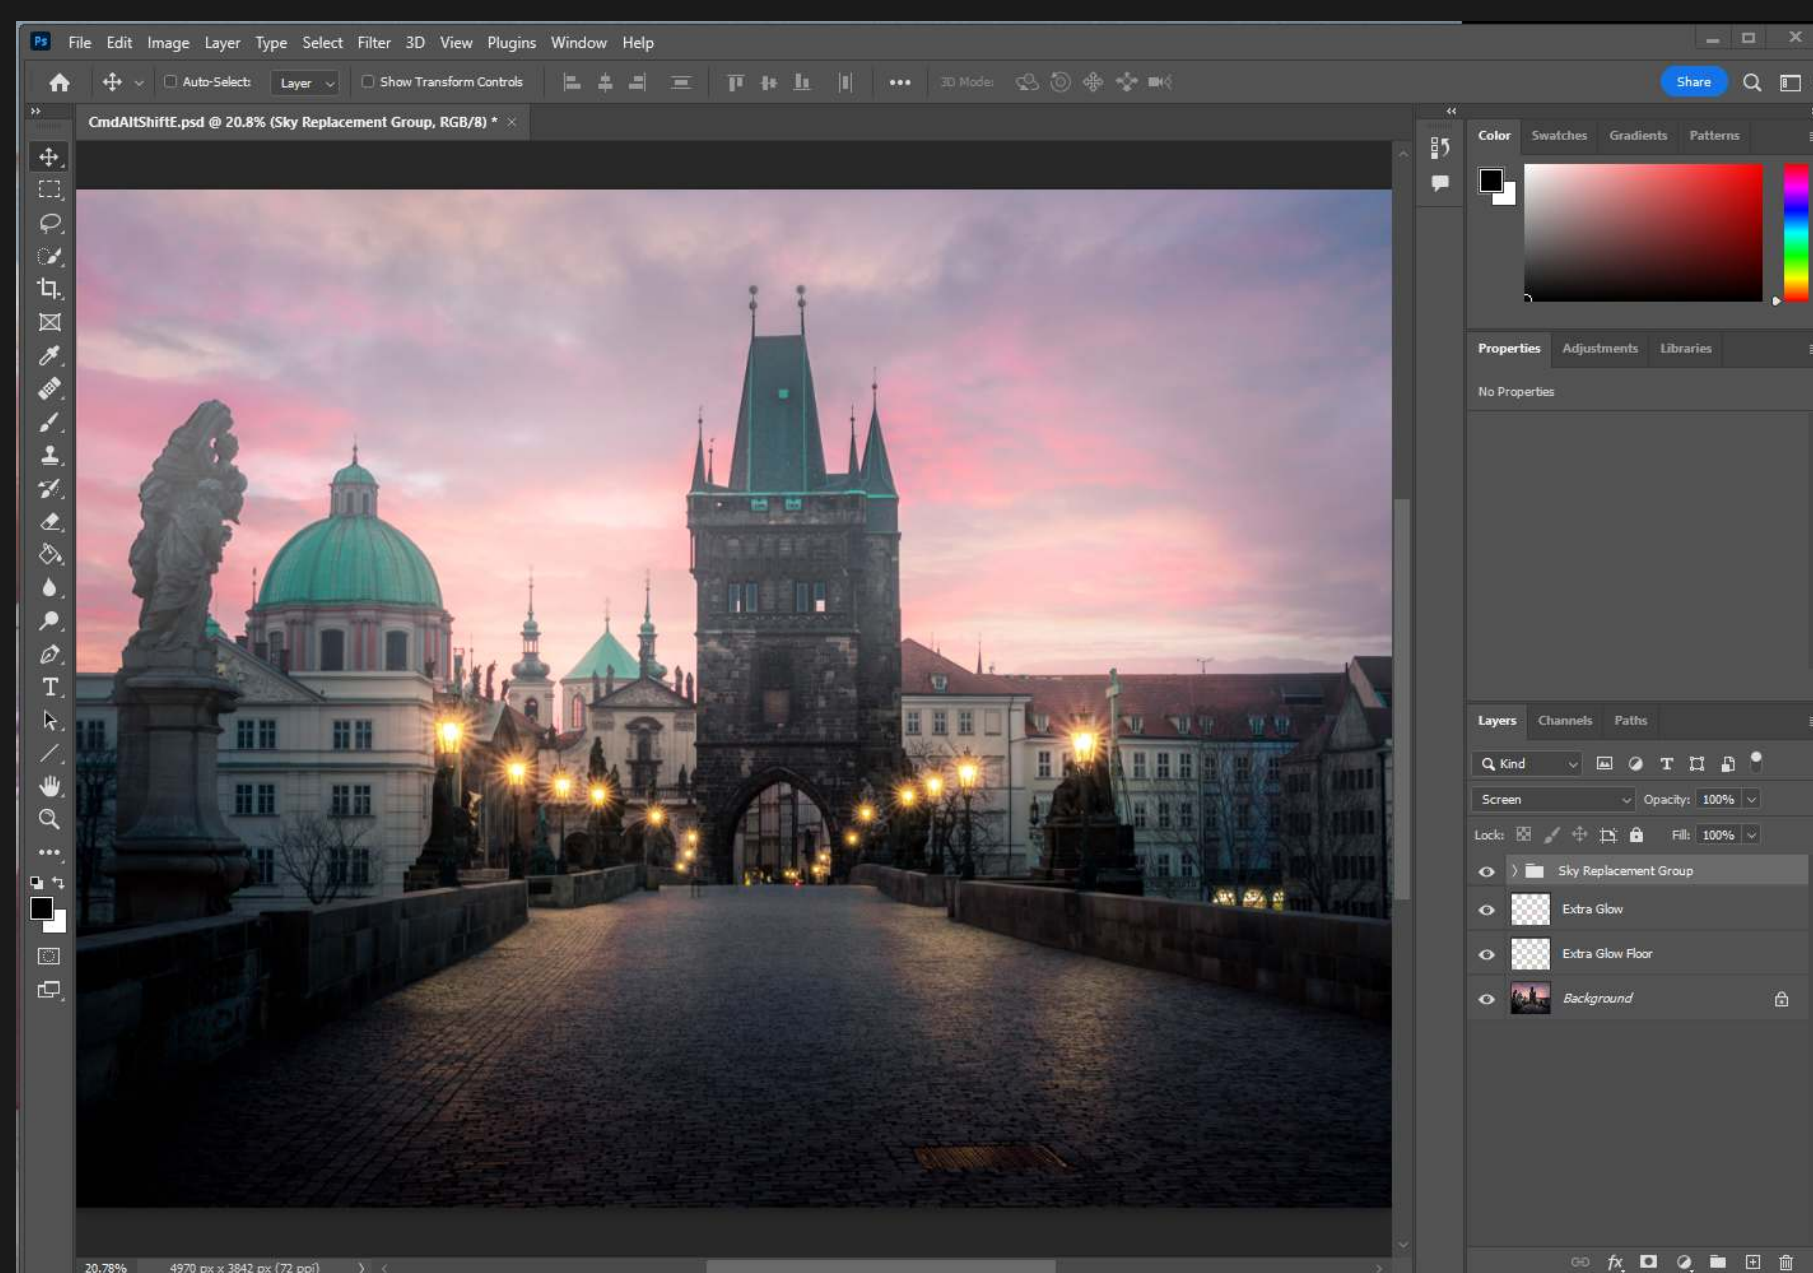 Ps File Edit Image Layer Type Select Filter 3D View Plugins Window Help
Auto-Select: Layer Show Transform Controls 3D Mode: Share
CmdAltShiftE.psd @ 20.8% (Sky Replacement Group, RGB/8) * ×
Color Swatches Gradients Patterns
Properties Adjustments Libraries
No Properties
Layers Channels Paths
Kind
Screen Opacity: 100%
Lock: Fill: 100%
Sky Replacement Group
Extra Glow
Extra Glow Floor
Background
20.78% 4970 px x 3842 px (72 ppi)